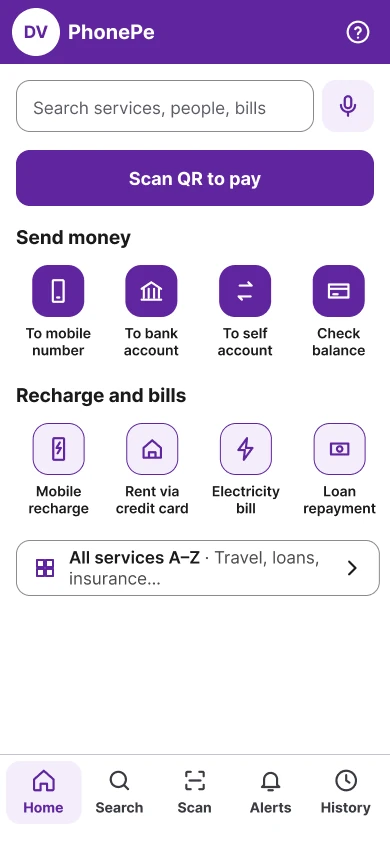 DV PhonePe
Search services, people, bills
Scan QR to pay
Send money
To mobile number
To bank account
To self account
Check balance
Recharge and bills
Mobile recharge
Rent via credit card
Electricity bill
Loan repayment
All services A–Z · Travel, loans,
insurance...
Home
Search
Scan
Alerts
History